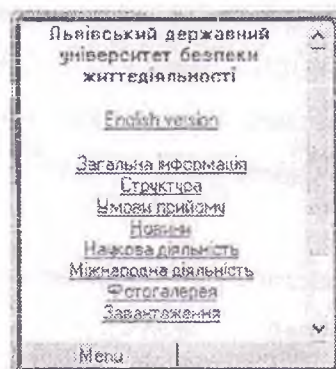 Львівський державний
університет безпеки
життєдіяльності
English version
Загальна інформація
Структура
Умови прийому
Новини
Наукова діяльність
Міжнародна діяльність
Фотогалерея
Завантаження
Menu